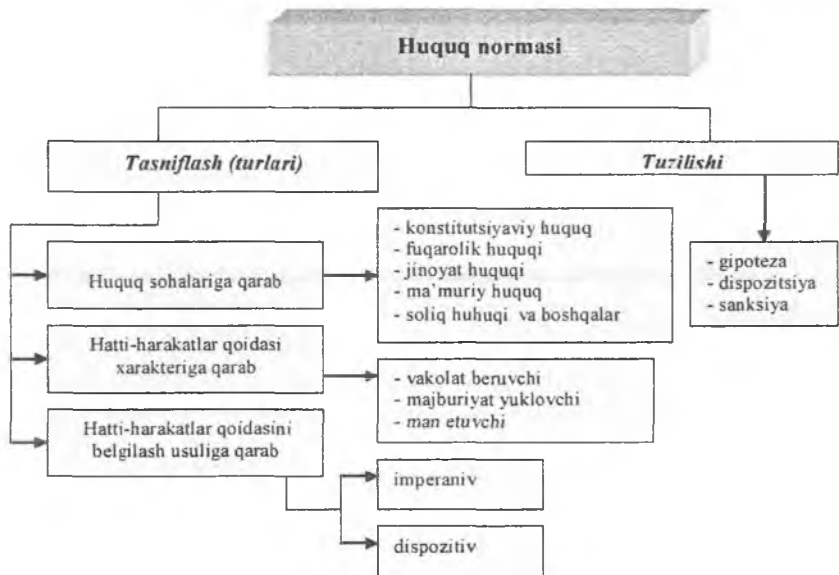 Huquq normasi
Tasniflash (turlari)
Tuzilishi
Huquq sohalariga qarab
- konstitutsiyaviy huquq
- fuqarolik huquqi
- jinoyat huquqi
- ma'muriy huquq
- soliq huhuqi va boshqalar
- gipoteza
- dispozitsiya
- sanksiya
Hatti-harakatlar qoidasi
xarakteriga qarab
- vakolat beruvchi
- majburiyat yuklovchi
- man etuvchi
Hatti-harakatlar qoidasini
belgilash usuliga qarab
imperaniv
dispozitiv